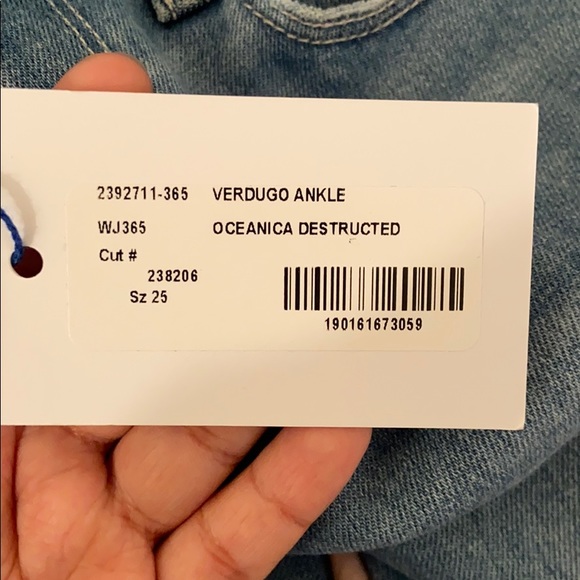 2392711-365 VERDUGO ANKLE
WJ365 OCEANICA DESTRUCTED
Cut #
238206
Sz 25
190161673059